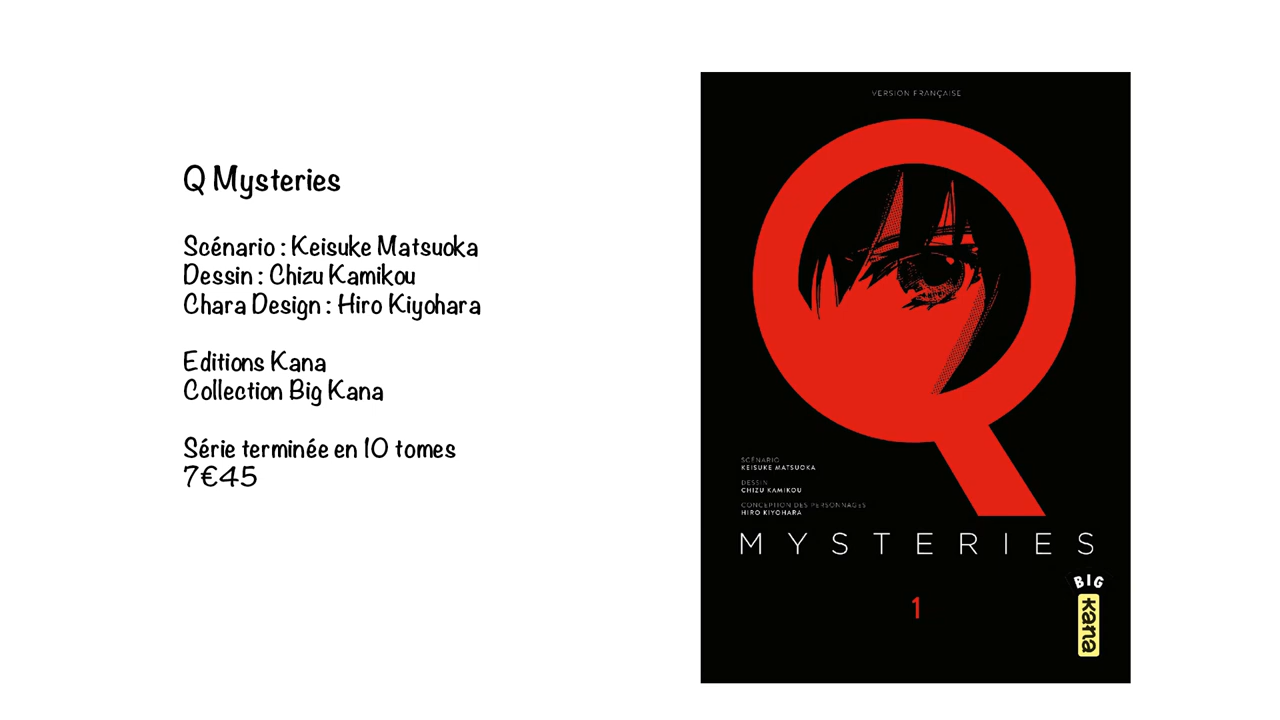 Q Mysteries
Scénario : Keisuke Matsuoka
Dessin : Chizu Kamikou
Chara Design : Hiro Kiyohara
Editions Kana
Collection Big Kana
Série terminée en 10 tomes
7€45
VERSION FRANÇAISE
Q
SCÉNARIO
KEISUKE MATSUOKA
DESSIN
CHIZU KAMIKOU
CONCEPTION DES PERSONNAGES
HIRO KIYOHARA
MYSTERIES
1
BIG
kana